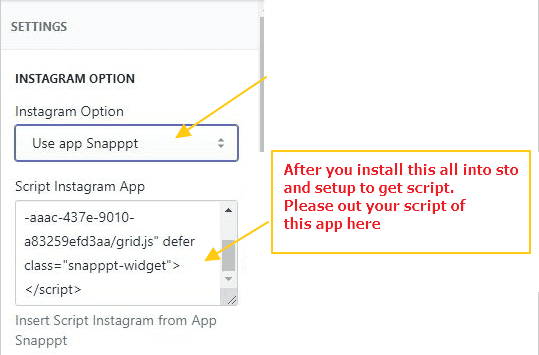 SETTINGS
INSTAGRAM OPTION
Instagram Option
Use app Snapppt
Script Instagram App
-aaac-437e-9010-
a83259efd3aa/grid.js" defer
class="snapppt-widget">
</script>
Insert Script Instagram from App
Snapppt
After you install this all into sto
and setup to get script.
Please out your script of
this app here